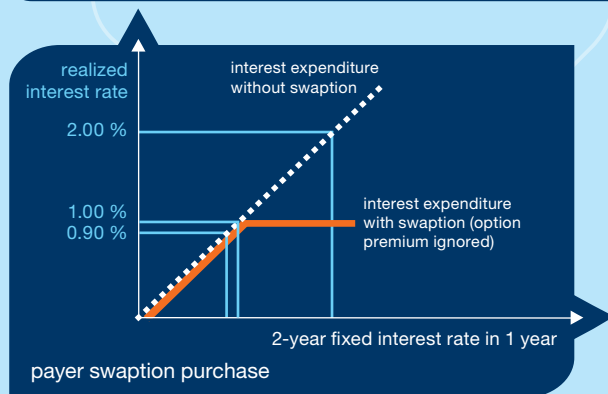 realized
interest rate
interest expenditure
without swaption
2.00 %
1.00 %
0.90 %
interest expenditure
with swaption (option
premium ignored)
2-year fixed interest rate in 1 year
payer swaption purchase